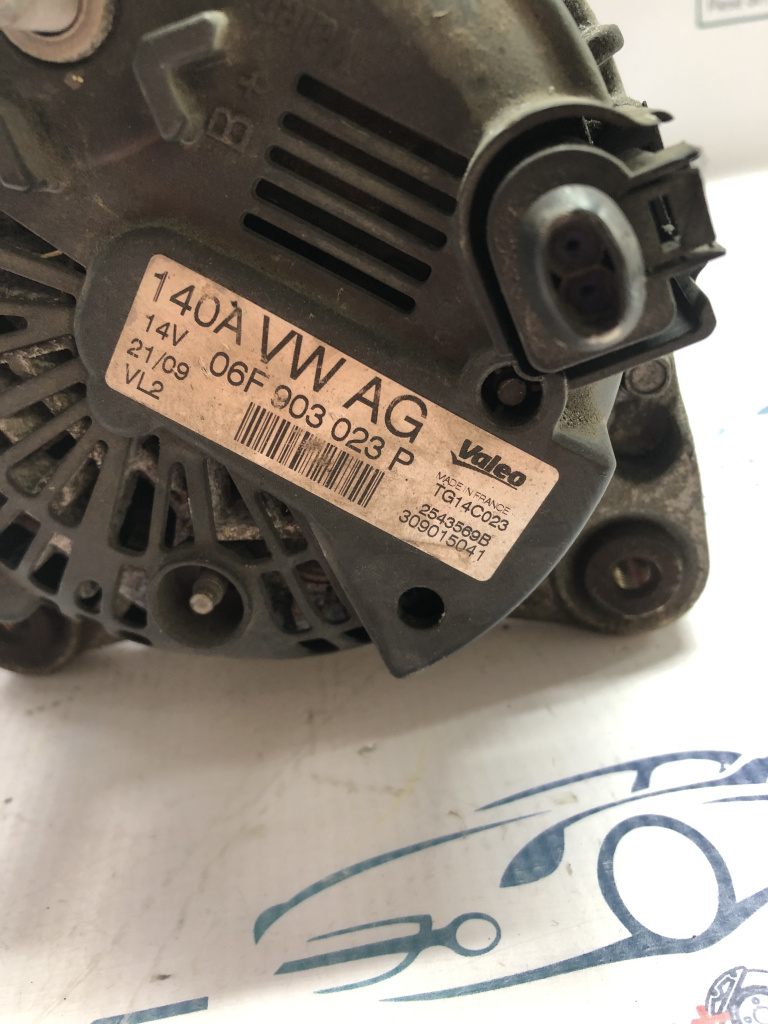 B +
140A VW AG
14V 06F 903 023 P
21/09
VL2
Valeo
MADE IN FRANCE
TG14C023
2543569B
309015041